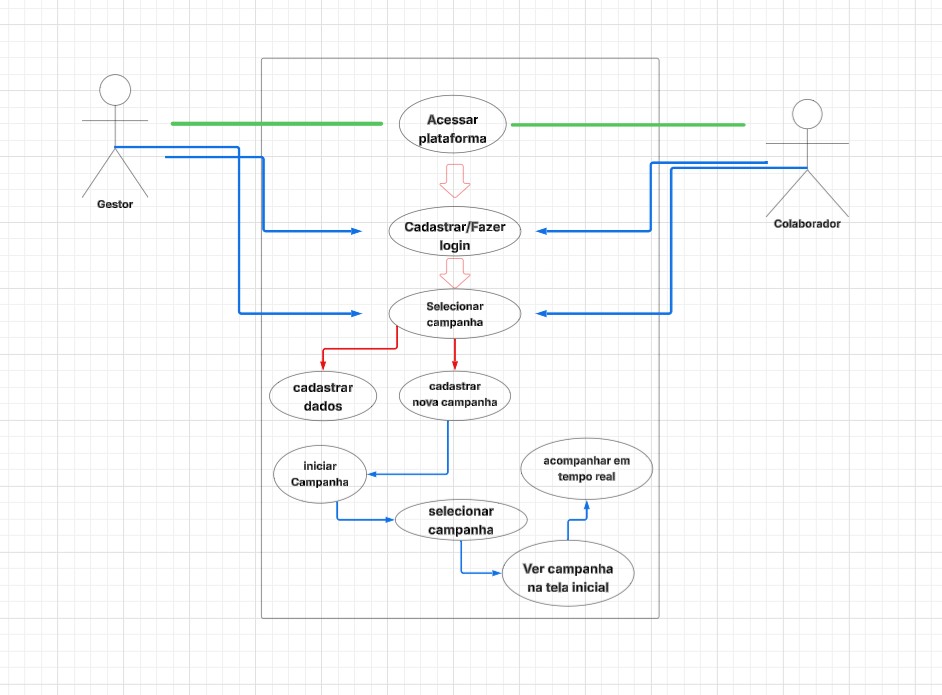 Acessar
plataforma
Gestor
Colaborador
Cadastrar/Fazer
login
Selecionar
campanha
cadastrar
dados
cadastrar
nova campanha
iniciar
Campanha
acompanhar em
tempo real
selecionar
campanha
Ver campanha
na tela inicial